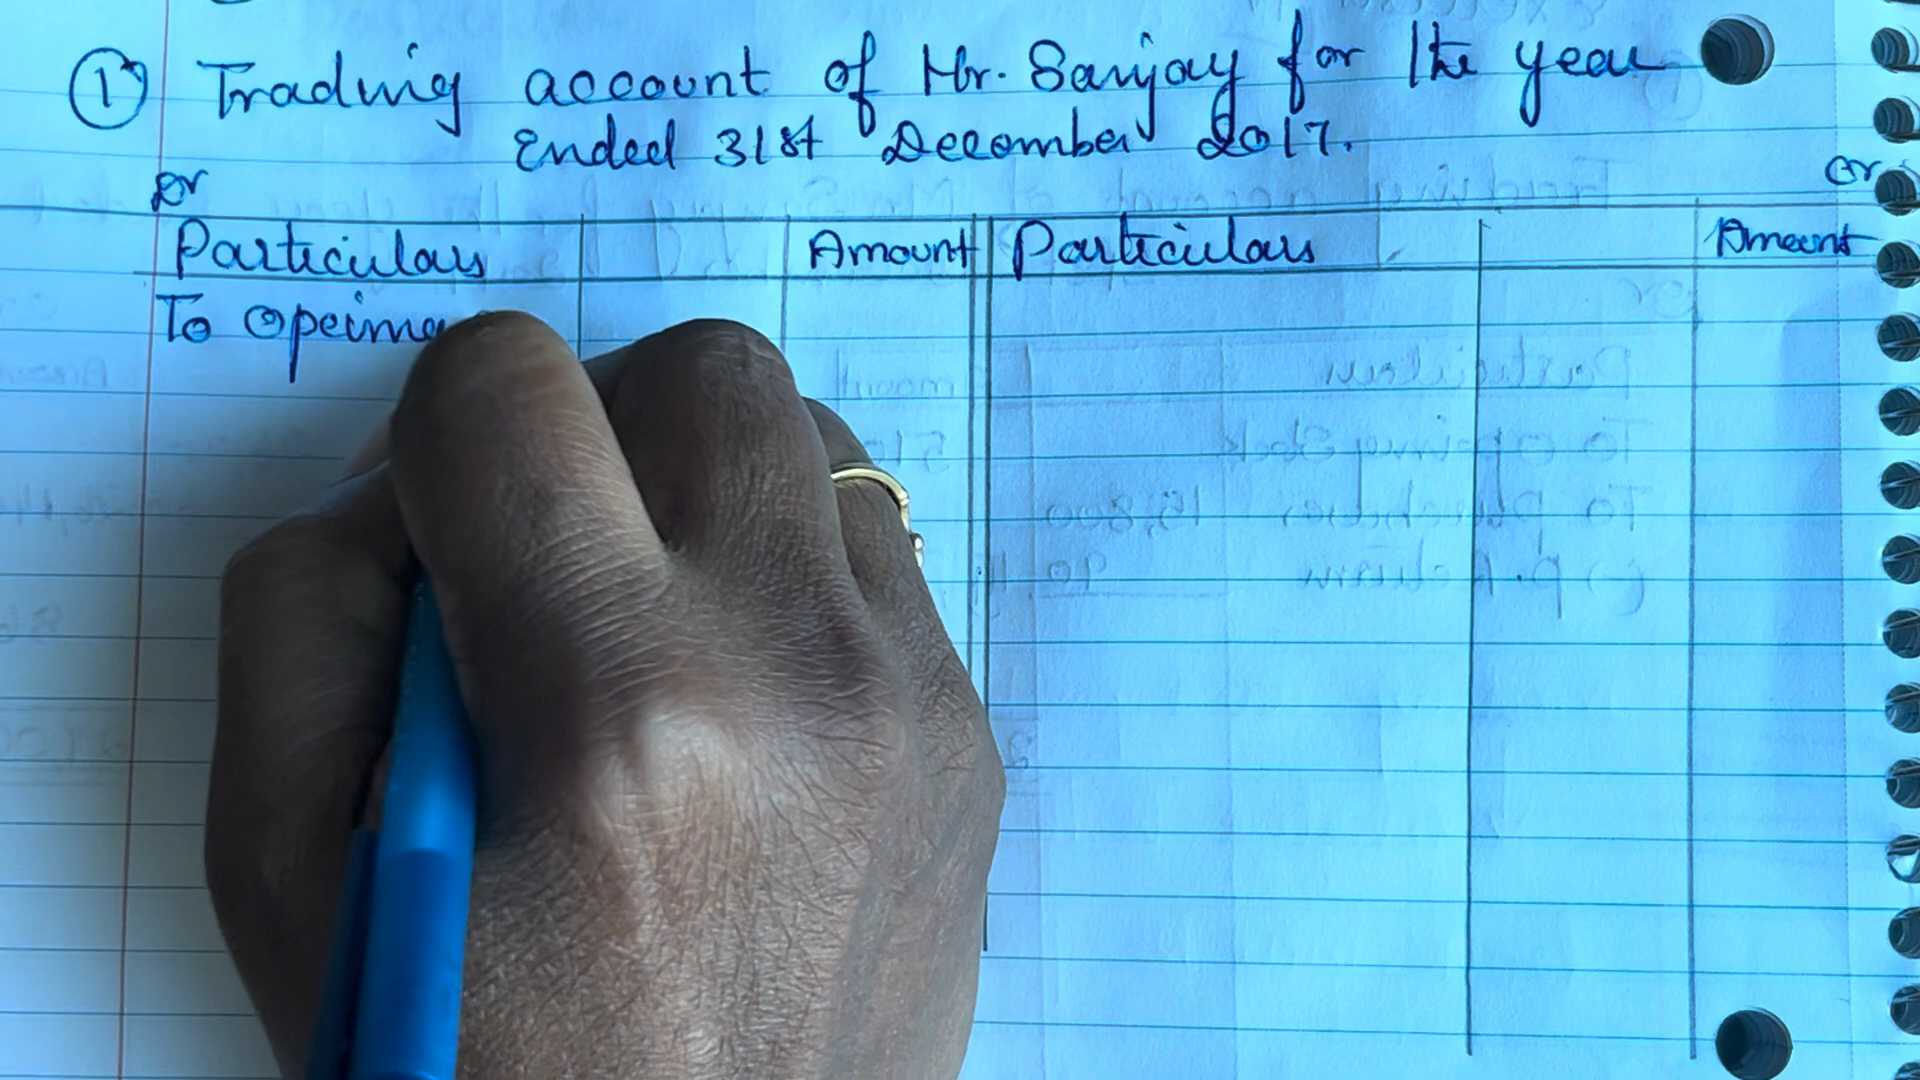 1 Trading account of Mr. Sanjay for the year
Ended 31st December 2017.
Dr Cr
Particulars Amount Particulars Amount
To Opening